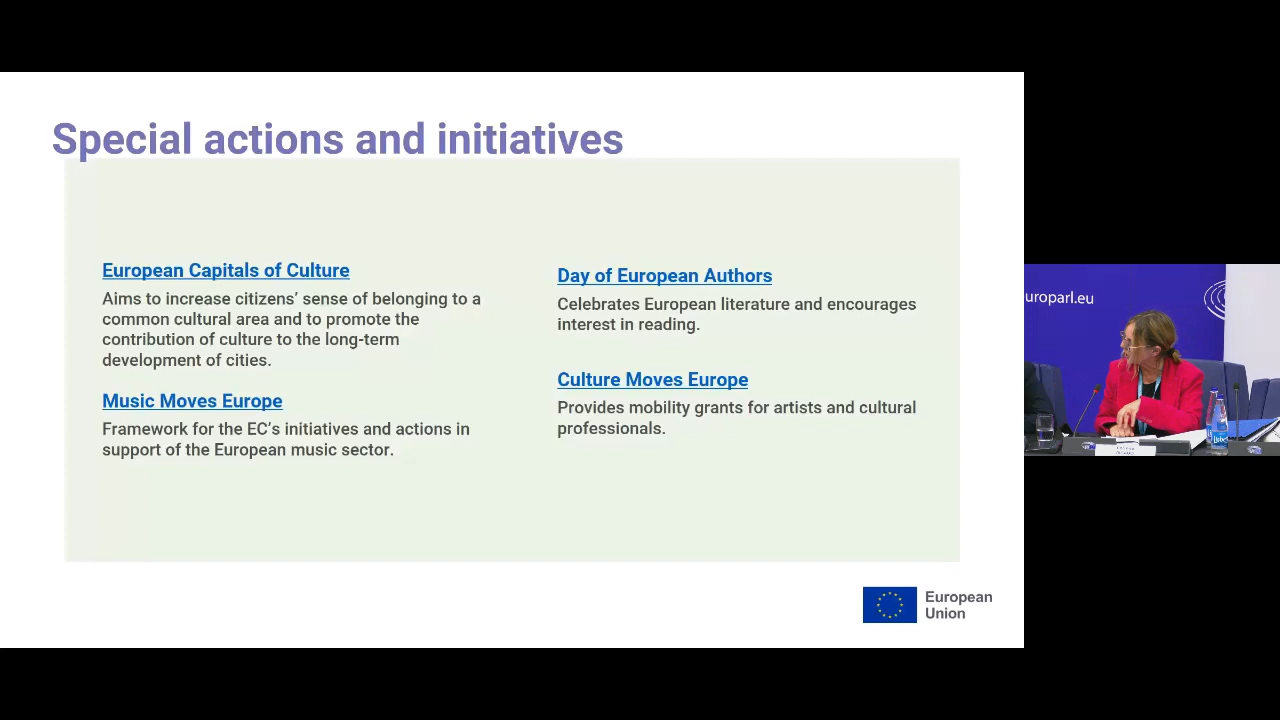 Special actions and initiatives
European Capitals of Culture
Aims to increase citizens’ sense of belonging to a
common cultural area and to promote the
contribution of culture to the long-term
development of cities.
Music Moves Europe
Framework for the EC’s initiatives and actions in
support of the European music sector.
Day of European Authors
Celebrates European literature and encourages
interest in reading.
Culture Moves Europe
Provides mobility grants for artists and cultural
professionals.
European
Union
uroparl.eu